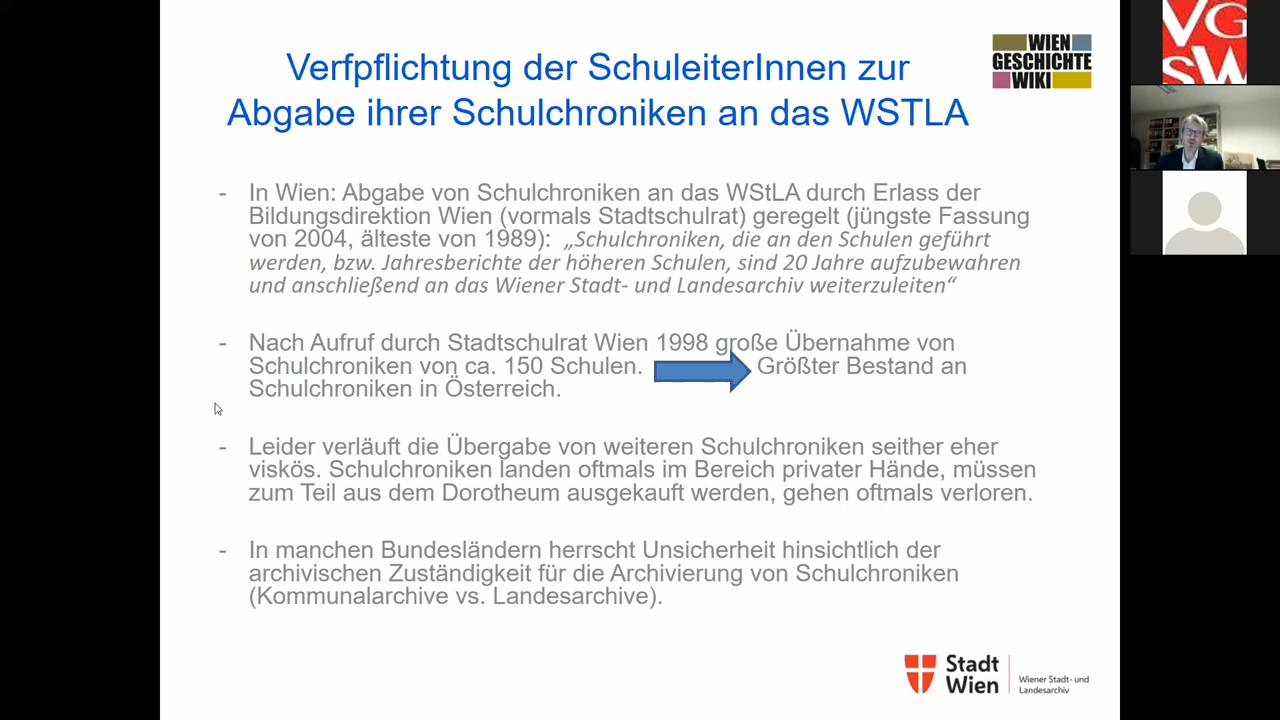 Verfpflichtung der SchuleiterInnen zur
Abgabe ihrer Schulchroniken an das WSTLA
WIEN
GESCHICHTE
WIKI
VG
SW
- In Wien: Abgabe von Schulchroniken an das WStLA durch Erlass der
Bildungsdirektion Wien (vormals Stadtschulrat) geregelt (jüngste Fassung
von 2004, älteste von 1989): „Schulchroniken, die an den Schulen geführt
werden, bzw. Jahresberichte der höheren Schulen, sind 20 Jahre aufzubewahren
und anschließend an das Wiener Stadt- und Landesarchiv weiterzuleiten“
- Nach Aufruf durch Stadtschulrat Wien 1998 große Übernahme von
Schulchroniken von ca. 150 Schulen. Größter Bestand an
Schulchroniken in Österreich.
- Leider verläuft die Übergabe von weiteren Schulchroniken seither eher
viskös. Schulchroniken landen oftmals im Bereich privater Hände, müssen
zum Teil aus dem Dorotheum ausgekauft werden, gehen oftmals verloren.
- In manchen Bundesländern herrscht Unsicherheit hinsichtlich der
archivischen Zuständigkeit für die Archivierung von Schulchroniken
(Kommunalarchive vs. Landesarchive).
Stadt
Wien
Wiener Stadt- und
Landesarchiv